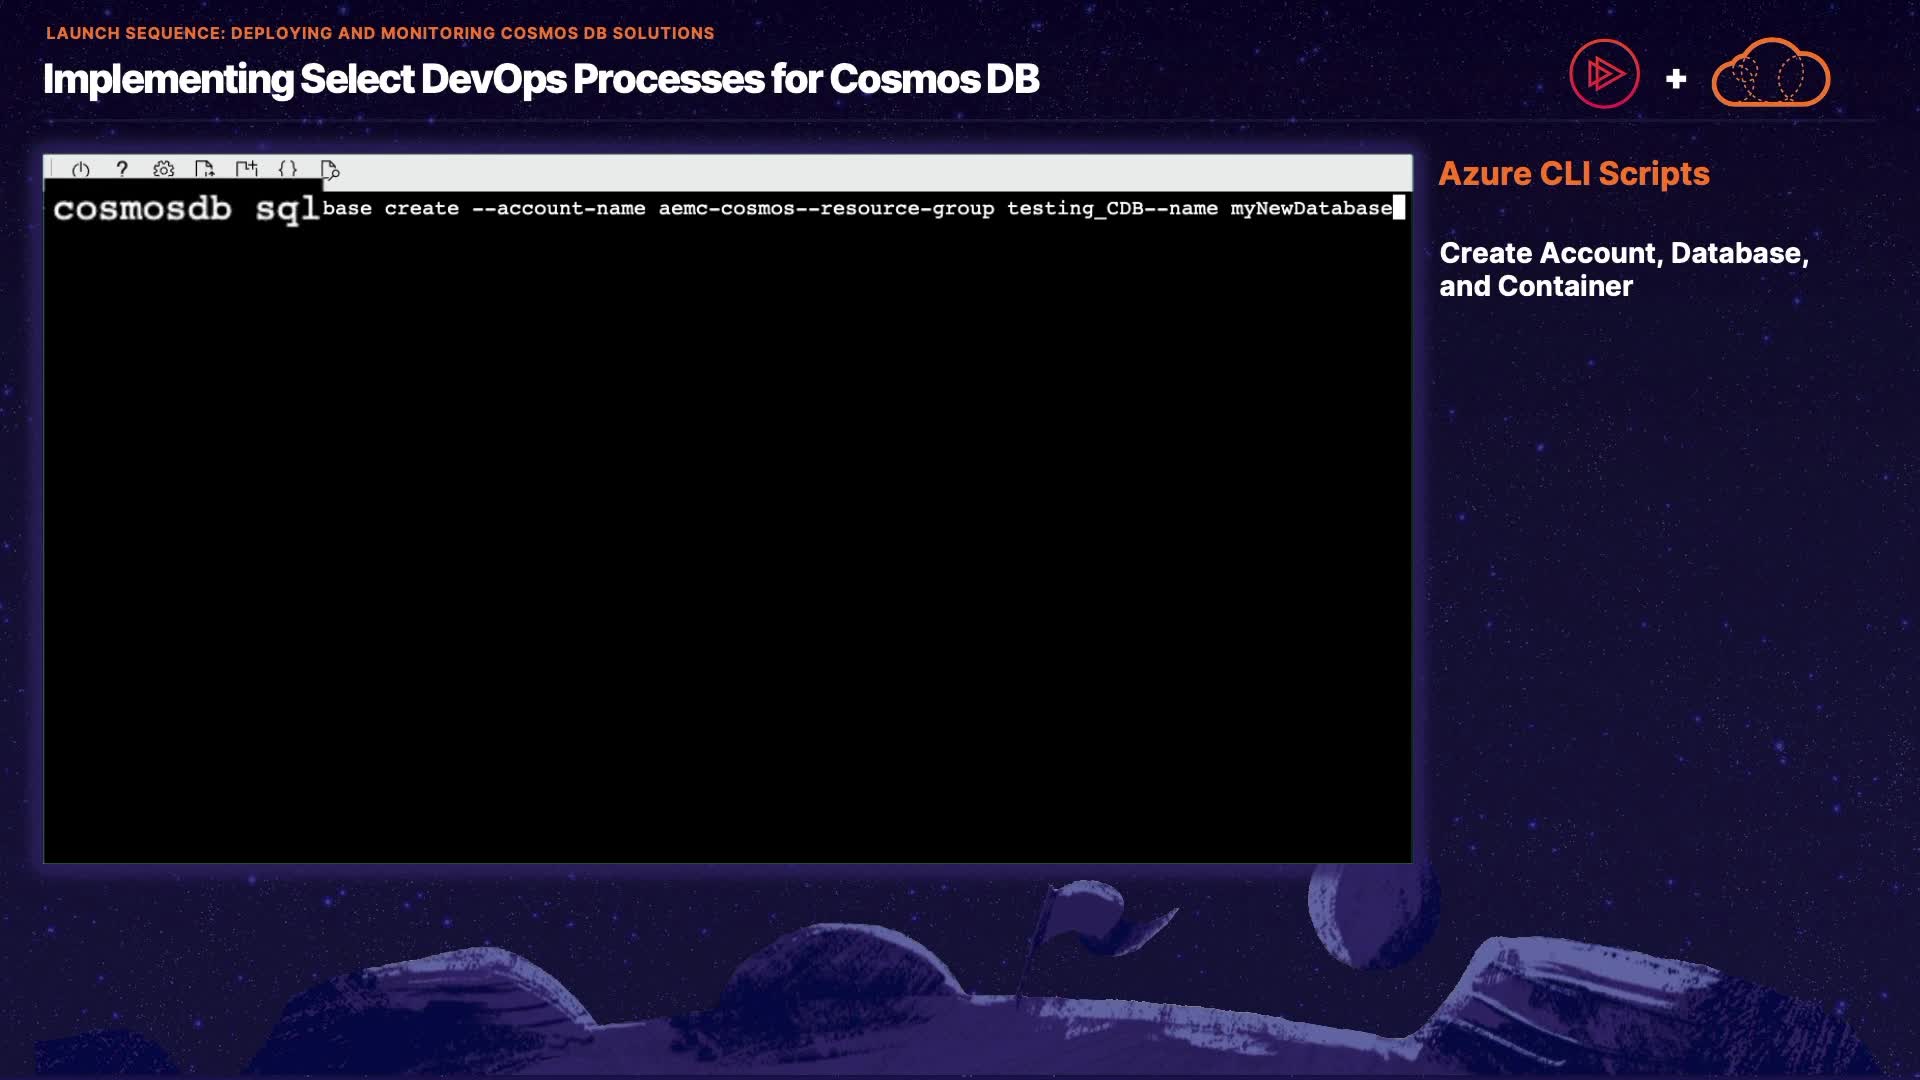 LAUNCH SEQUENCE: DEPLOYING AND MONITORING COSMOS DB SOLUTIONS
Implementing Select DevOps Processes for Cosmos DB
+
?
{}
cosmosdb sqlbase create --account-name aemc-cosmos--resource-group testing_CDB--name myNewDatabase
Azure CLI Scripts
Create Account, Database,
and Container